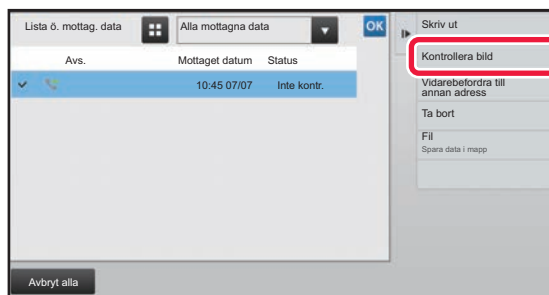 Lista ö. mottag. data
Alla mottagna data
OK
Avs.
Mottaget datum
Status
10:45 07/07
Inte kontr.
Avbryt alla
Skriv ut
Kontrollera bild
Vidarebefordra till
annan adress
Ta bort
Fil
Spara data i mapp